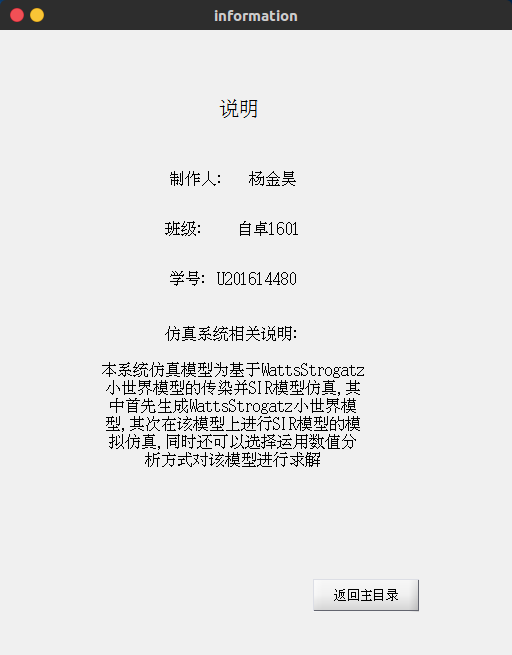 information
说明
制作人: 杨金昊
班级: 自卓1601
学号: U201614480
仿真系统相关说明:
本系统仿真模型为基于WattsStrogatz
小世界模型的传染并SIR模型仿真,其
中首先生成WattsStrogatz小世界模
型,其次在该模型上进行SIR模型的模
拟仿真,同时还可以选择运用数值分
析方式对该模型进行求解
返回主目录